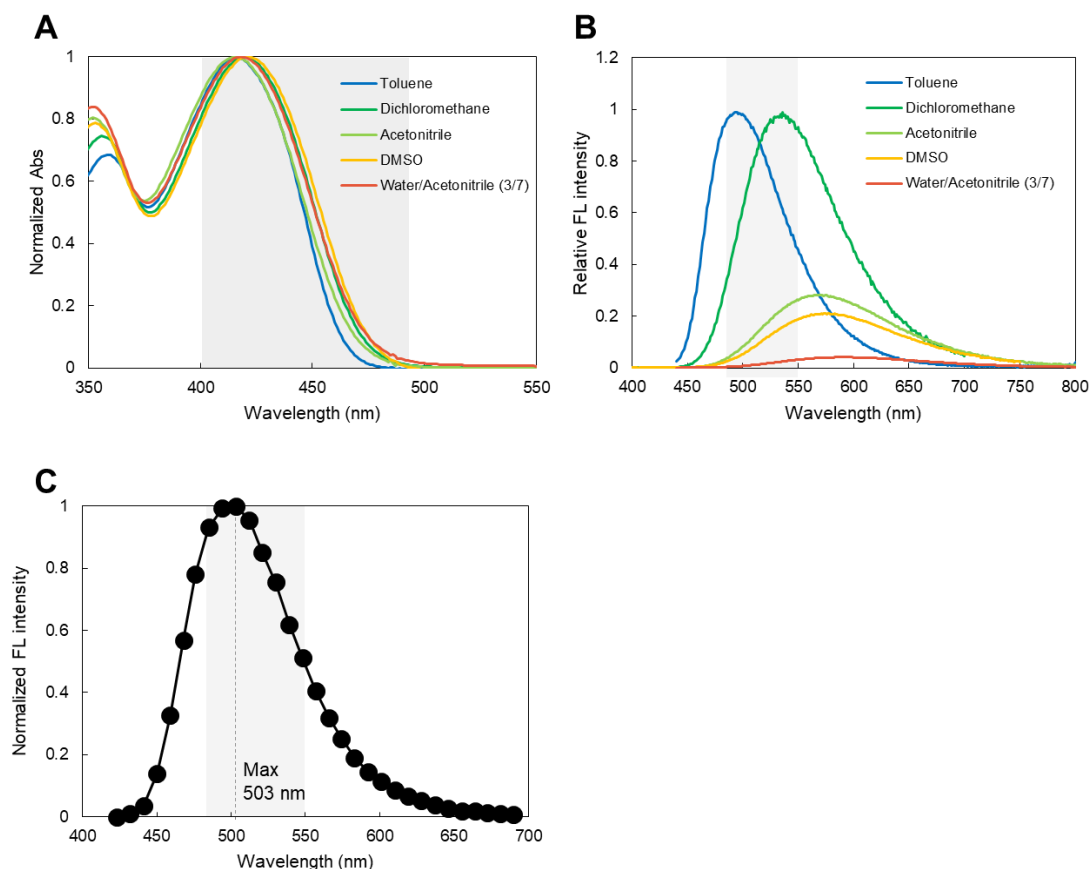 A
1
0.8
0.6
0.4
0.2
0
350
400
450
500
550
Normalized Abs
Wavelength (nm)
Toluene
Dichloromethane
Acetonitrile
DMSO
Water/Acetonitrile (3/7)
B
1.2
1
0.8
0.6
0.4
0.2
0
400
450
500
550
600
650
700
750
800
Relative FL intensity
Wavelength (nm)
Toluene
Dichloromethane
Acetonitrile
DMSO
Water/Acetonitrile (3/7)
C
1
0.8
0.6
0.4
0.2
0
400
450
500
550
600
650
700
Normalized FL intensity
Wavelength (nm)
Max
503 nm